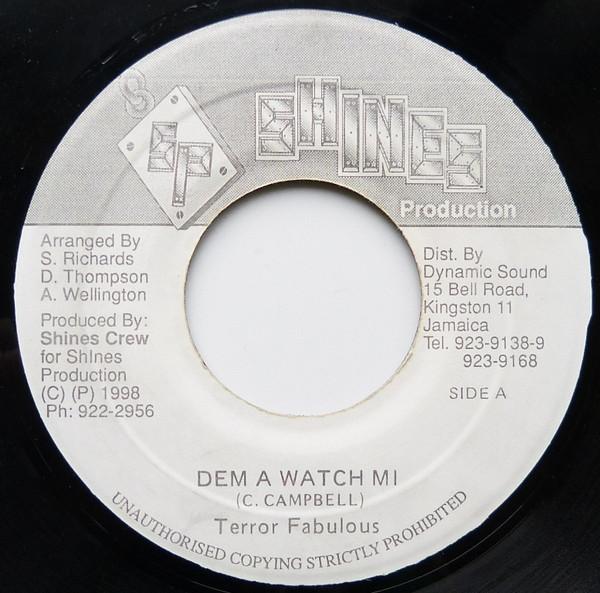 SP
SHINES
Production
Arranged By
S. Richards
D. Thompson
A. Wellington
Produced By:
Shines Crew
for ShInes
Production
(C) (P) 1998
Ph: 922-2956
Dist. By
Dynamic Sound
15 Bell Road,
Kingston 11
Jamaica
Tel. 923-9138-9
923-9168
SIDE A
DEM A WATCH MI
(C. CAMPBELL)
Terror Fabulous
UNAUTHORISED COPYING STRICTLY PROHIBITED